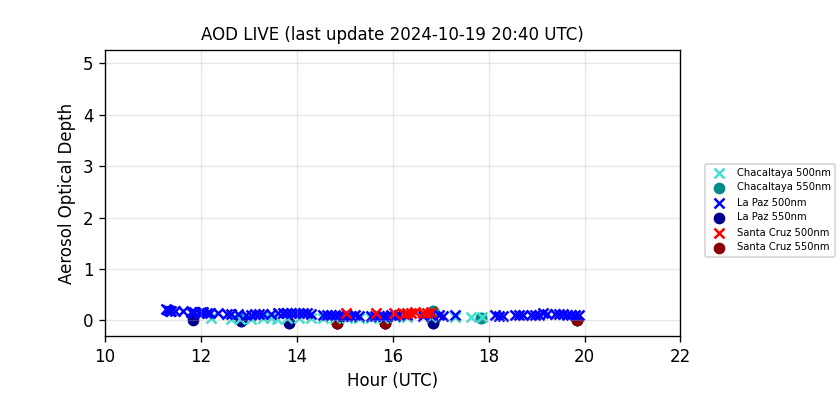 AOD LIVE (last update 2024-10-19 20:40 UTC)
Aerosol Optical Depth
5
4
3
2
1
0
10 12 14 16 18 20 22
Hour (UTC)
Chacaltaya 500nm
Chacaltaya 550nm
La Paz 500nm
La Paz 550nm
Santa Cruz 500nm
Santa Cruz 550nm